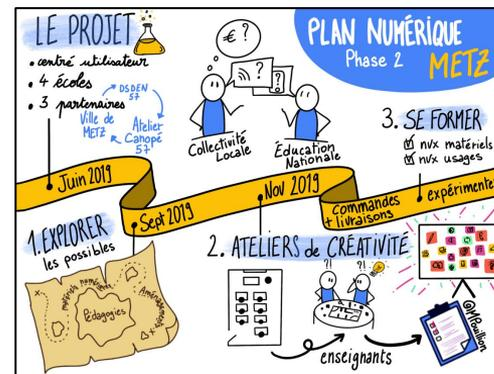 LE PROJET
• centré utilisateur
• 4 écoles
• 3 partenaires
DSDEN
57
Ville de
METZ
Atelier
Canopé
57
€ ?
?
!
?
Collectivité
Locale
Éducation
Nationale
PLAN NUMÉRIQUE
Phase 2
METZ
3. SE FORMER
nvx matériels
nvx usages
Juin 2019
Sept 2019
Nov 2019
commandes
+ livraisons
expérimente
1. EXPLORER
les possibles
Pédagogies
2. ATELIERS de CRÉATIVITÉ
?!
?!
enseignants